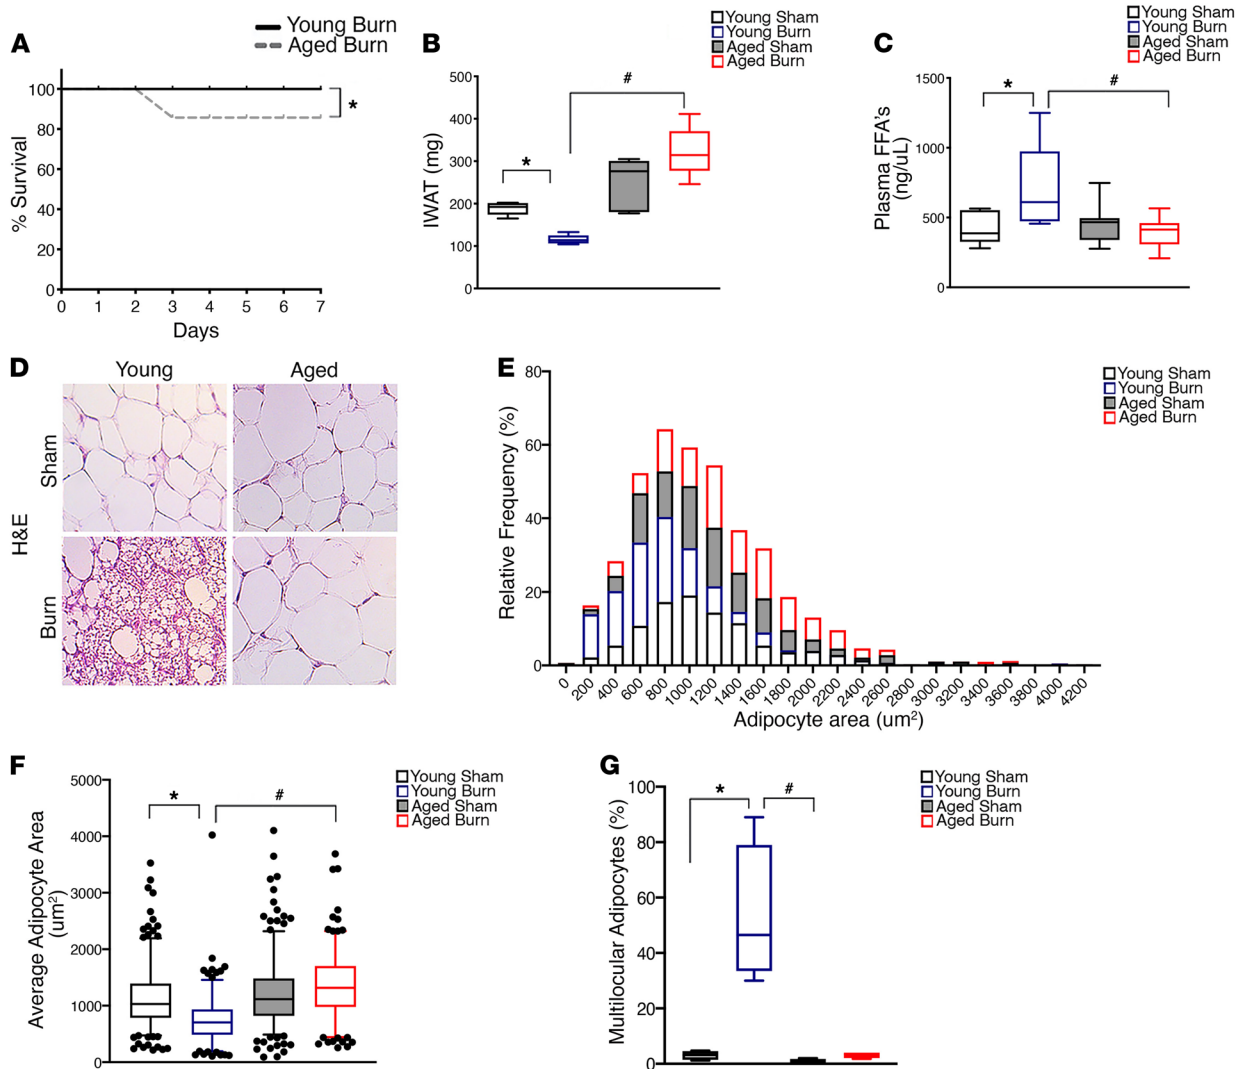 A
Young Burn
Aged Burn
% Survival
100
80
60
40
20
0
*
0 1 2 3 4 5 6 7
Days
B
Young Sham
Young Burn
Aged Sham
Aged Burn
IWAT (mg)
500
400
300
200
100
0
*
#
C
Young Sham
Young Burn
Aged Sham
Aged Burn
Plasma FFA's
(ng/uL)
1500
1000
500
0
*
#
D
Young Aged
H&E
Sham
Burn
E
Young Sham
Young Burn
Aged Sham
Aged Burn
Relative Frequency (%)
80
60
40
20
0
0 200 400 600 800 1000 1200 1400 1600 1800 2000 2200 2400 2600 2800 3000 3200 3400 3600 3800 4000 4200
Adipocyte area (um²)
F
Young Sham
Young Burn
Aged Sham
Aged Burn
Average Adipocyte Area
(um²)
5000
4000
3000
2000
1000
0
*
#
G
Young Sham
Young Burn
Aged Sham
Aged Burn
Multilocular Adipocytes (%)
100
80
60
40
20
0
*
#